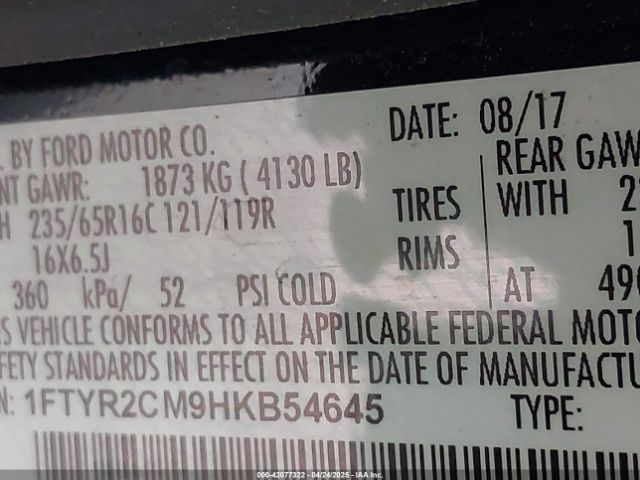 BY FORD MOTOR CO. DATE: 08/17
GAWR: 1873 KG ( 4130 LB) REAR GAW
235/65R16C 121/119R TIRES WITH
16X6.5J RIMS
360 kPa/ 52 PSI COLD AT
VEHICLE CONFORMS TO ALL APPLICABLE FEDERAL MOTO
STANDARDS IN EFFECT ON THE DATE OF MANUFACTU
1FTYR2CM9HKB54645 TYPE:
000-42077322 - 04/24/2025 - IAA Inc.